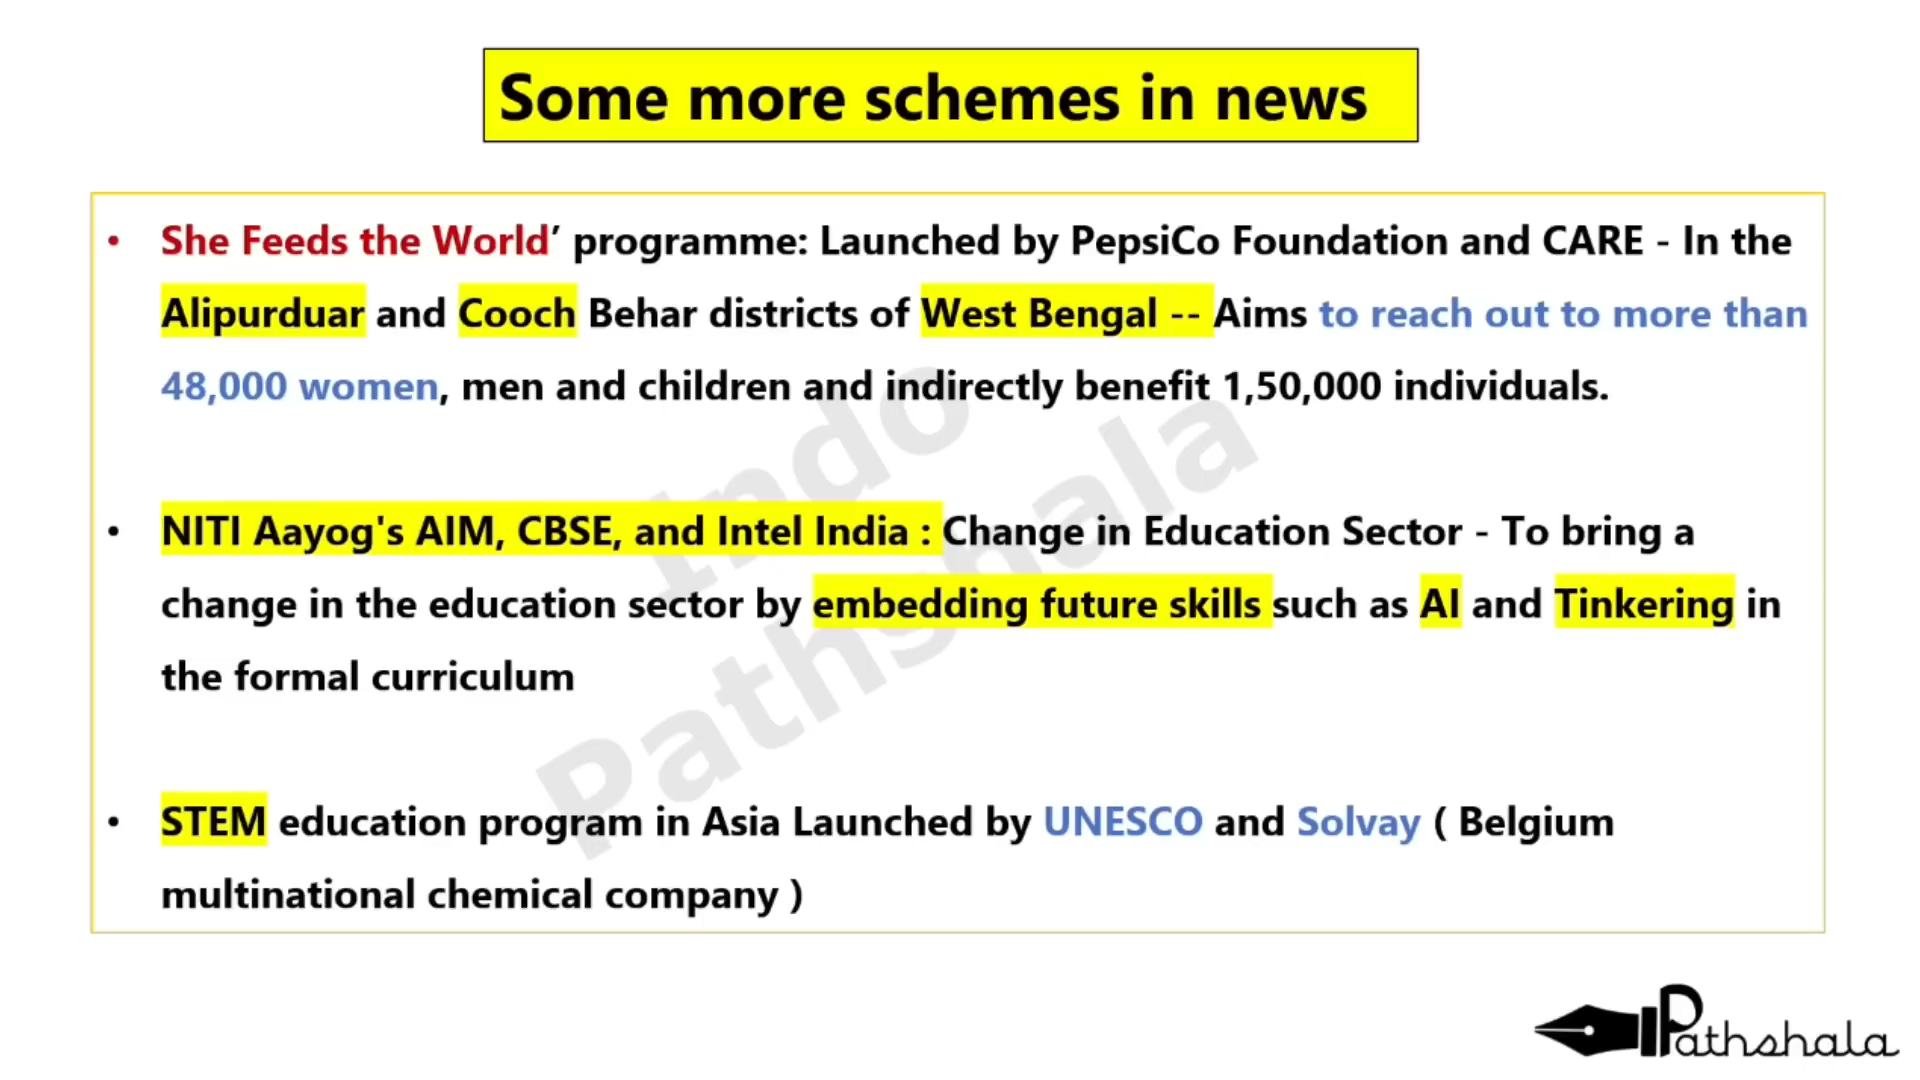 Some more schemes in news
• She Feeds the World’ programme: Launched by PepsiCo Foundation and CARE - In the
Alipurduar and Cooch Behar districts of West Bengal -- Aims to reach out to more than
48,000 women, men and children and indirectly benefit 1,50,000 individuals.
• NITI Aayog's AIM, CBSE, and Intel India : Change in Education Sector - To bring a
change in the education sector by embedding future skills such as AI and Tinkering in
the formal curriculum
• STEM education program in Asia Launched by UNESCO and Solvay ( Belgium
multinational chemical company )
Indo
Pathshala
Pathshala